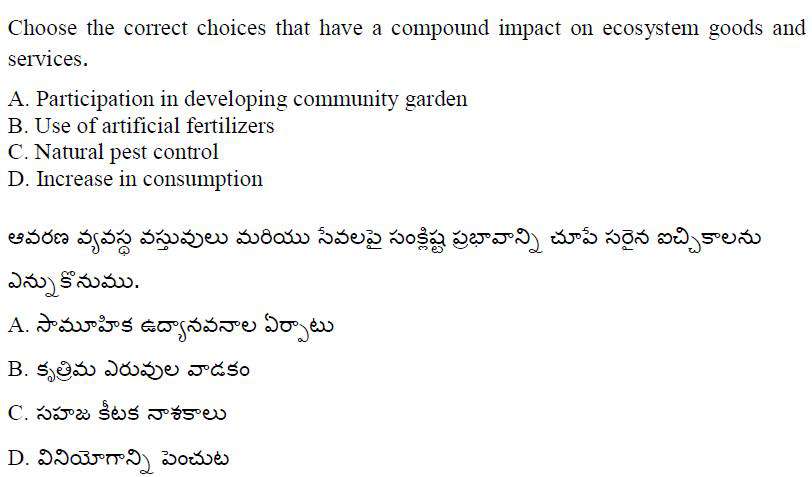 Choose the correct choices that have a compound impact on ecosystem goods and
services.
A. Participation in developing community garden
B. Use of artificial fertilizers
C. Natural pest control
D. Increase in consumption
ఆవరణ వ్యవస్థ వస్తువులు మరియు సేవలపై సంక్లిష్ట ప్రభావాన్ని చూపే సరైన ఐచ్ఛికాలను
ఎన్నుకొనుము.
A. సామూహిక ఉద్యానవనాల ఏర్పాటు
B. కృత్రిమ ఎరువుల వాడకం
C. సహజ కీటక నాశకాలు
D. వినియోగాన్ని పెంచుట